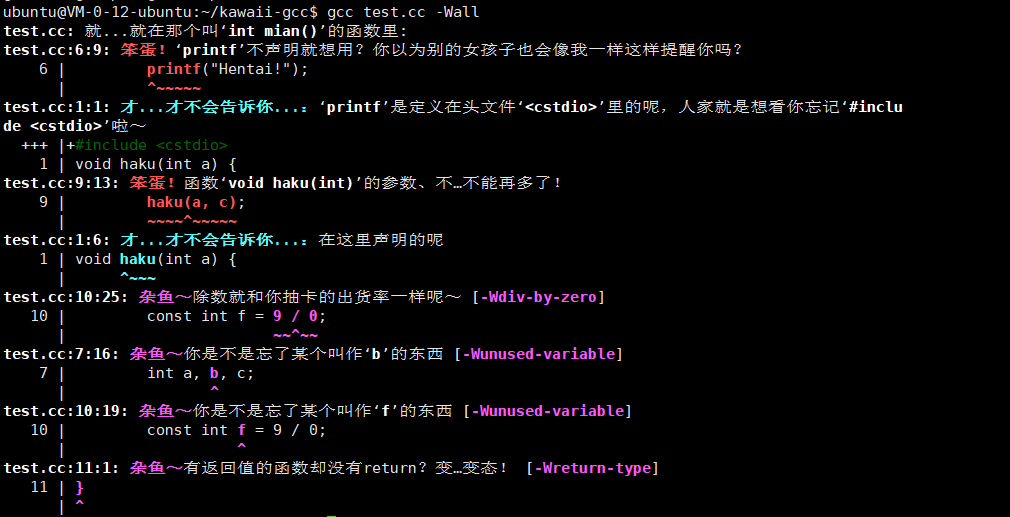 ubuntu@VM-0-12-ubuntu:~/kawaii-gcc$ gcc test.cc -Wall
test.cc: 就...就在那个叫‘int mian()’的函数里:
test.cc:6:9: 笨蛋！‘printf’不声明就想用？你以为别的女孩子也会像我一样这样提醒你吗？
    6 |         printf("Hentai!");
      |         ^~~~~~
test.cc:1:1: 才...才不会告诉你...：‘printf’是定义在头文件‘<cstdio>’里的呢，人家就是想看你忘记‘#inclu
de <cstdio>’啦～
  +++ |+#include <cstdio>
    1 | void haku(int a) {
test.cc:9:13: 笨蛋！函数‘void haku(int)’的参数、不…不能再多了！
    9 |         haku(a, c);
      |         ~~~~^~~~~~
test.cc:1:6: 才...才不会告诉你...：在这里声明的呢
    1 | void haku(int a) {
      |      ^~~~
test.cc:10:25: 杂鱼～除数就和你抽卡的出货率一样呢～ [-Wdiv-by-zero]
   10 |         const int f = 9 / 0;
      |                       ~~^~~
test.cc:7:16: 杂鱼～你是不是忘了某个叫作‘b’的东西 [-Wunused-variable]
    7 |         int a, b, c;
      |                ^
test.cc:10:19: 杂鱼～你是不是忘了某个叫作‘f’的东西 [-Wunused-variable]
   10 |         const int f = 9 / 0;
      |                   ^
test.cc:11:1: 杂鱼～有返回值的函数却没有return？变…变态！ [-Wreturn-type]
   11 | }
      | ^